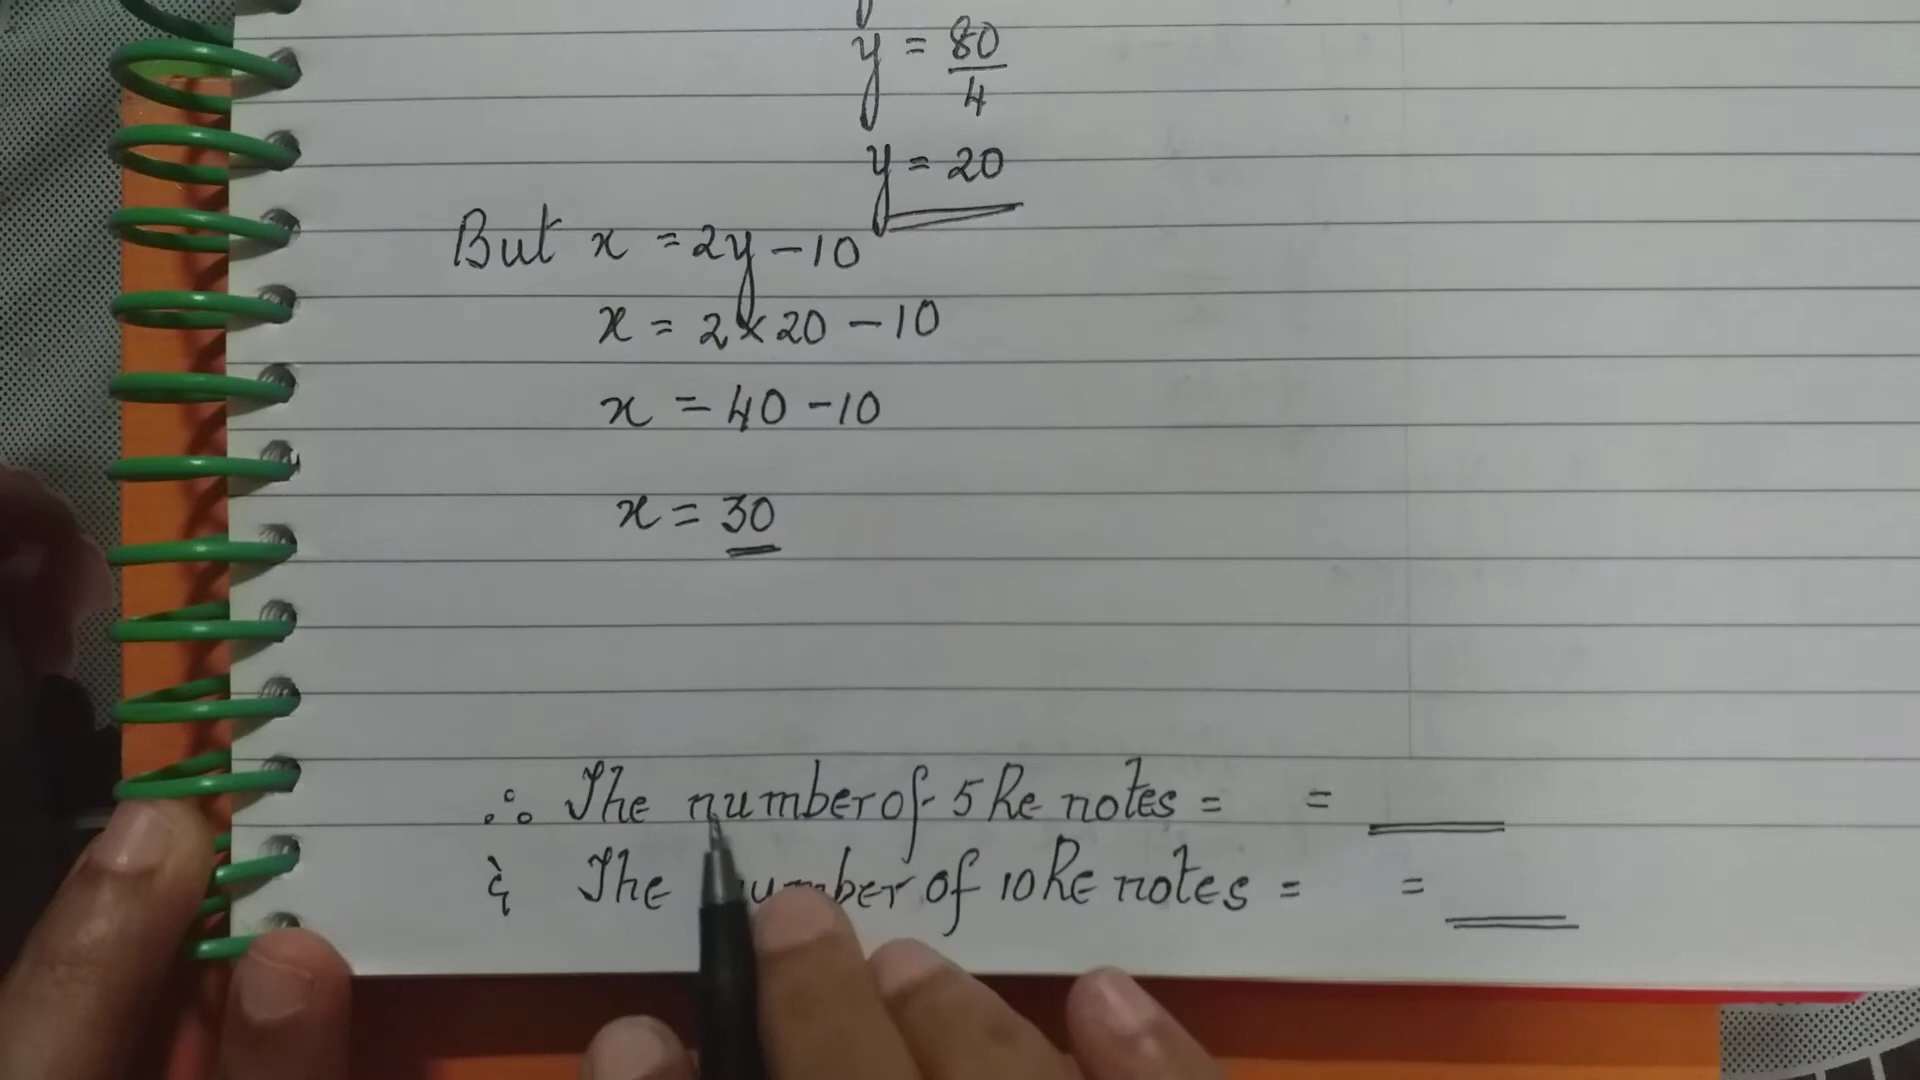 y = 80/4
y = 20
But x = 2y - 10
x = 2 × 20 - 10
x = 40 - 10
x = 30
∴ The number of 5 Re notes = =
& The number of 10 Re notes = =